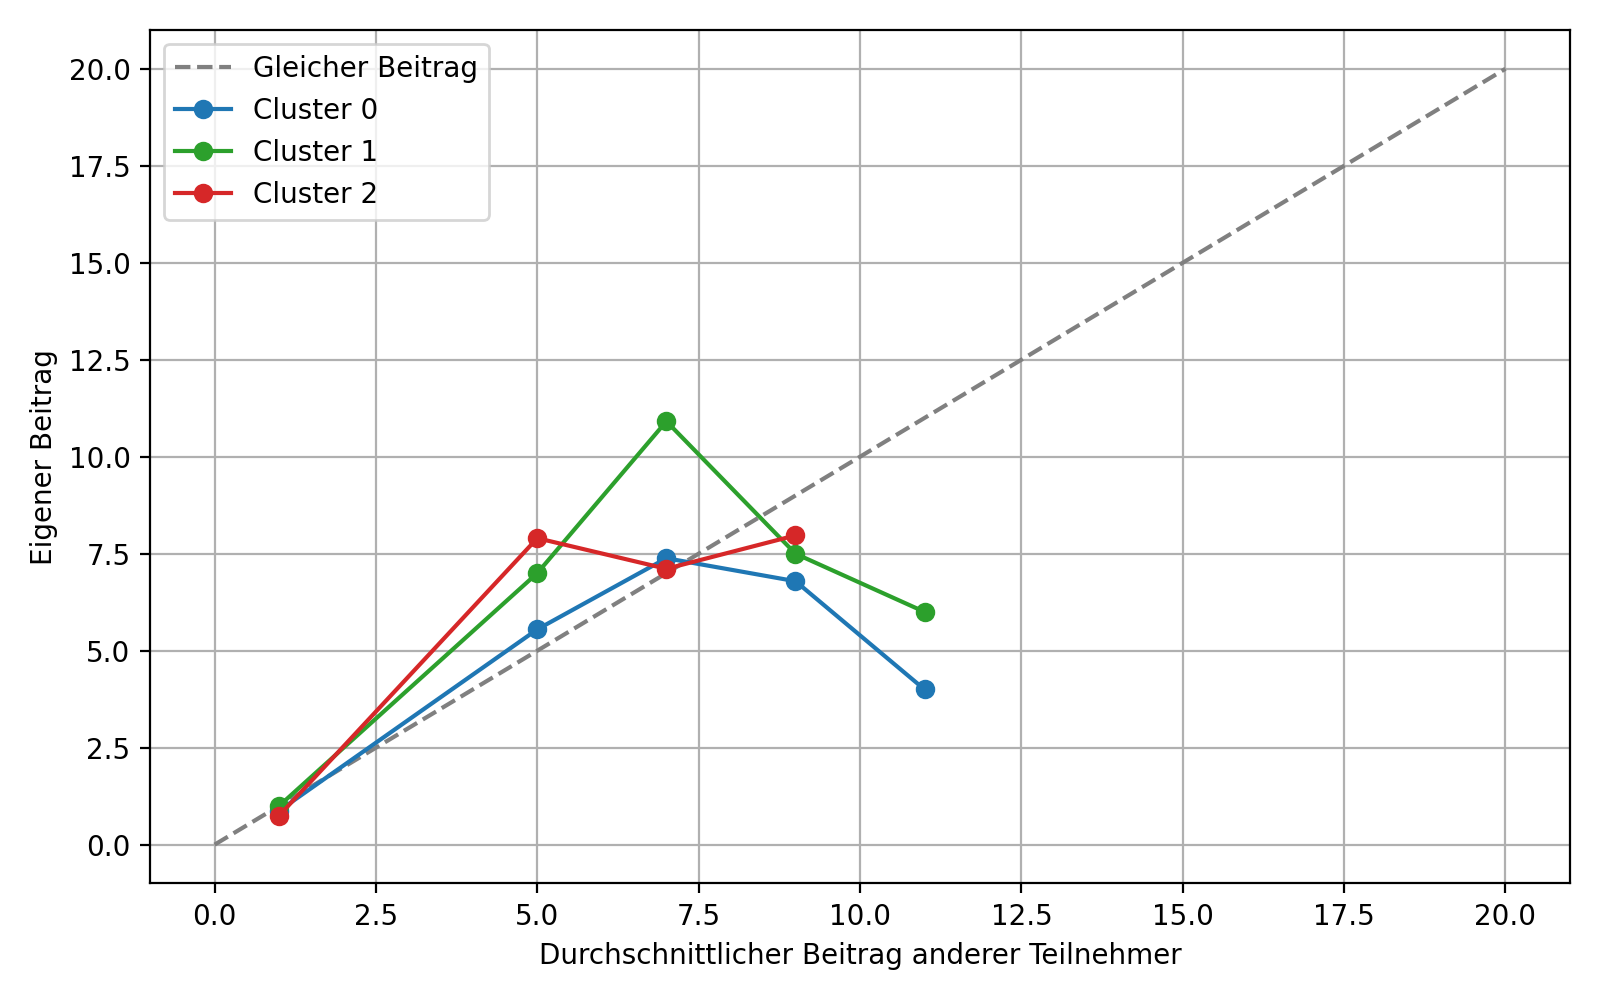 Gleicher Beitrag
Cluster 0
Cluster 1
Cluster 2
20.0
17.5
15.0
12.5
10.0
7.5
5.0
2.5
0.0
Eigener Beitrag
0.0 2.5 5.0 7.5 10.0 12.5 15.0 17.5 20.0
Durchschnittlicher Beitrag anderer Teilnehmer